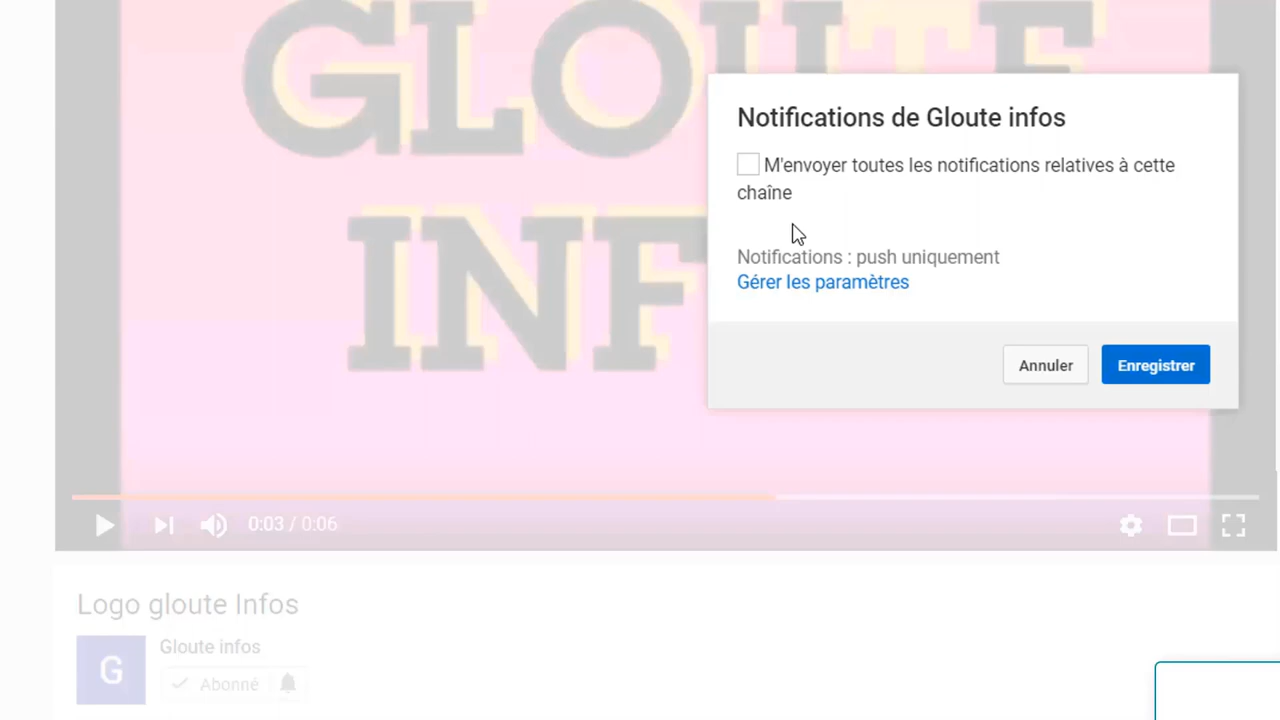 GLOUTE
INF
Notifications de Gloute infos
M'envoyer toutes les notifications relatives à cette
chaîne
Notifications : push uniquement
Gérer les paramètres
Annuler
Enregistrer
0:03 / 0:06
Logo gloute Infos
G
Gloute infos
Abonné